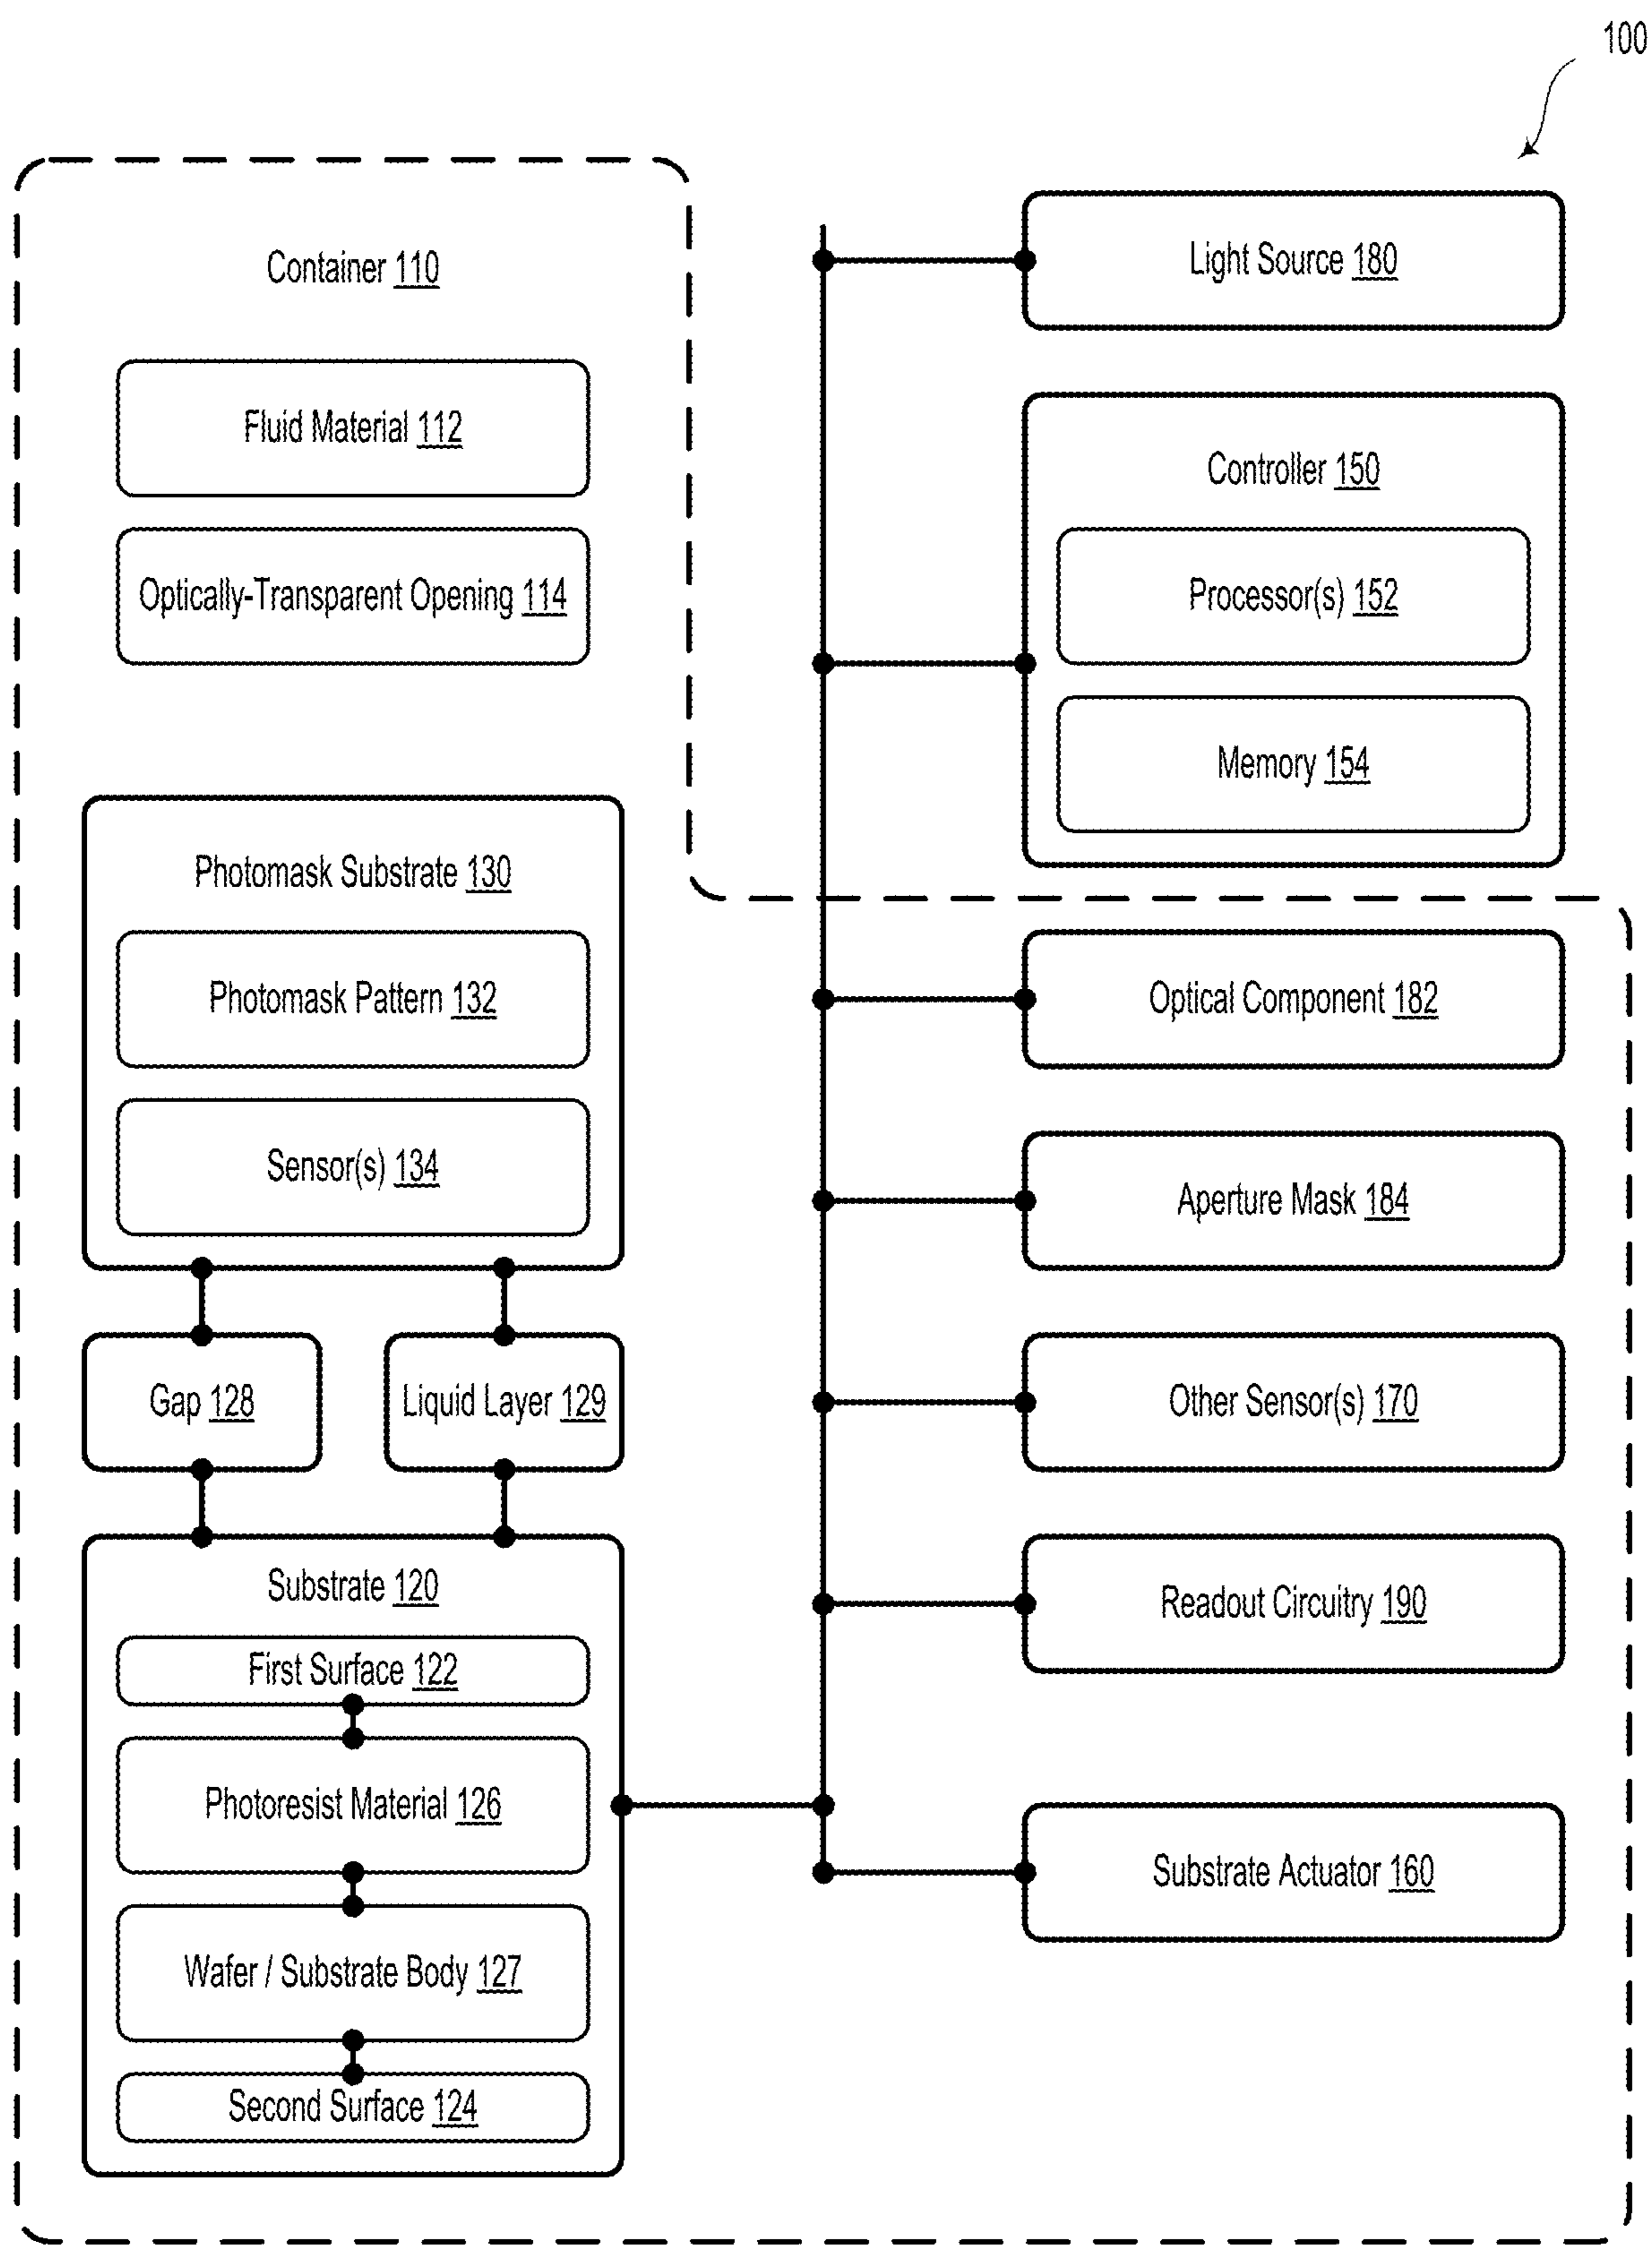 100
Container 110
Fluid Material 112
Optically-Transparent Opening 114
Photomask Substrate 130
Photomask Pattern 132
Sensor(s) 134
Gap 128
Liquid Layer 129
Substrate 120
First Surface 122
Photoresist Material 126
Wafer / Substrate Body 127
Second Surface 124
Light Source 180
Controller 150
Processor(s) 152
Memory 154
Optical Component 182
Aperture Mask 184
Other Sensor(s) 170
Readout Circuitry 190
Substrate Actuator 160